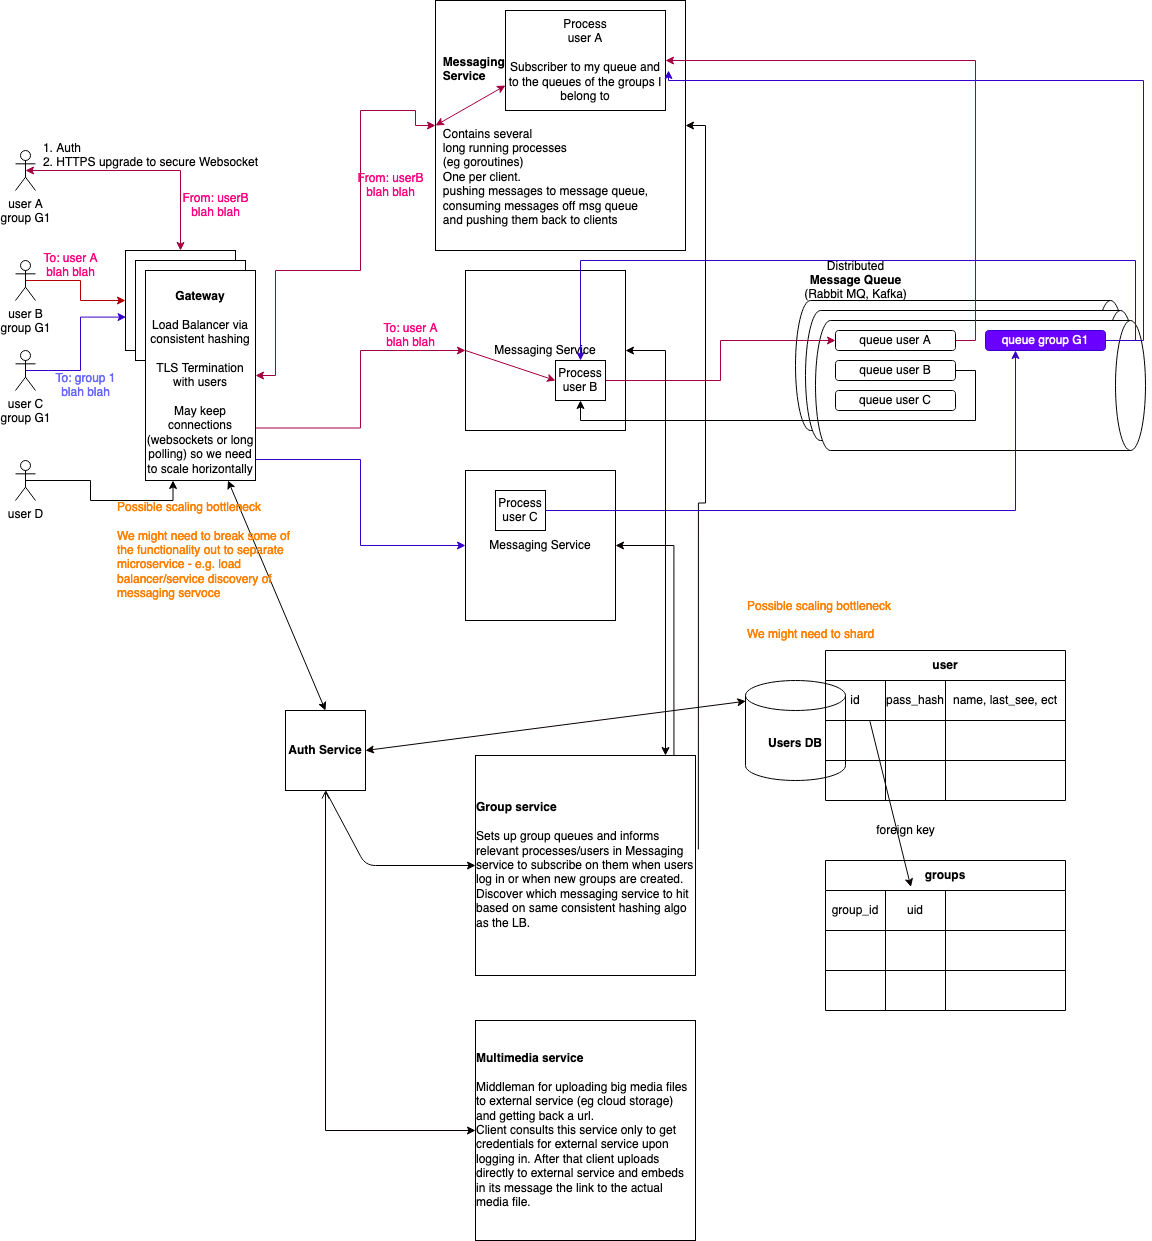 Process
user A
Subscriber to my queue and
to the queues of the groups I
belong to
Messaging
Service
Contains several
long running processes
(eg goroutines)
One per client.
pushing messages to message queue,
consuming messages off msg queue
and pushing them back to clients
1. Auth
2. HTTPS upgrade to secure Websocket
user A
group G1
From: userB
blah blah
From: userB
blah blah
To: user A
blah blah
user B
group G1
To: group 1
blah blah
user C
group G1
user D
Gateway
Load Balancer via
consistent hashing
TLS Termination
with users
May keep
connections
(websockets or long
polling) so we need
to scale horizontally
Possible scaling bottleneck
We might need to break some of
the functionality out to separate
microservice - e.g. load
balancer/service discovery of
messaging servoce
To: user A
blah blah
Messaging Service
Process
user B
Process
user C
Messaging Service
Distributed
Message Queue
(Rabbit MQ, Kafka)
queue user A
queue group G1
queue user B
queue user C
Possible scaling bottleneck
We might need to shard
user
id
pass_hash
name, last_see, ect
Users DB
foreign key
groups
group_id
uid
Auth Service
Group service
Sets up group queues and informs
relevant processes/users in Messaging
service to subscribe on them when users
log in or when new groups are created.
Discover which messaging service to hit
based on same consistent hashing algo
as the LB.
Multimedia service
Middleman for uploading big media files
to external service (eg cloud storage)
and getting back a url.
Client consults this service only to get
credentials for external service upon
logging in. After that client uploads
directly to external service and embeds
in its message the link to the actual
media file.